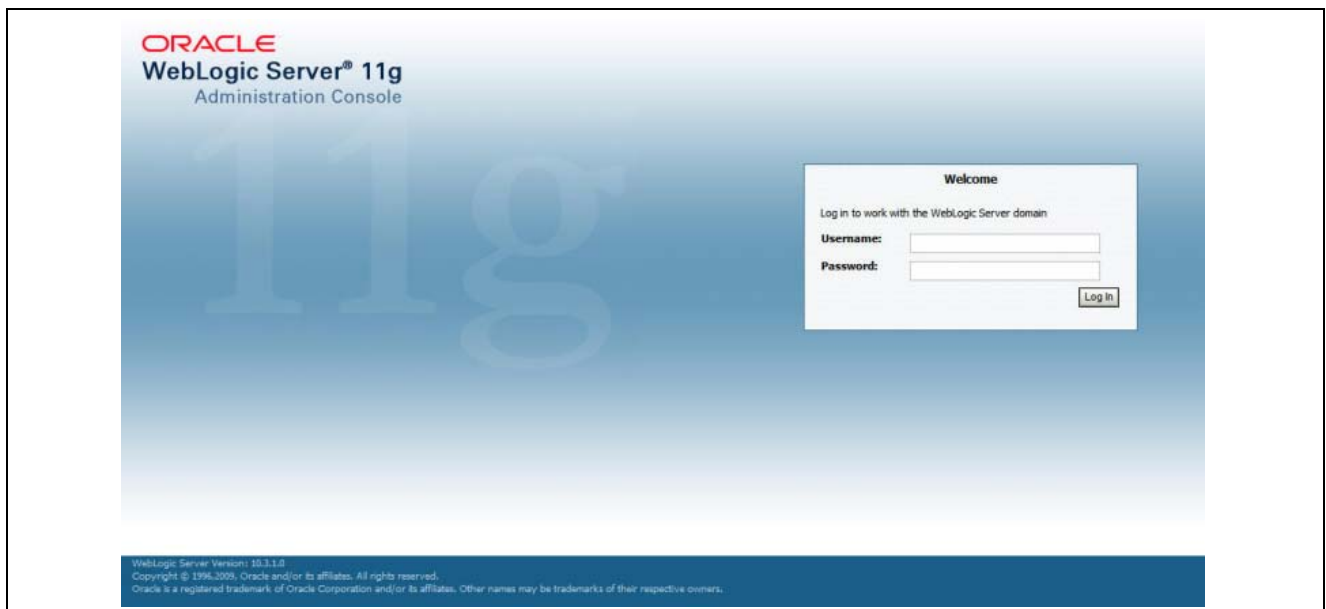 ORACLE
WebLogic Server® 11g
Administration Console
11g
Welcome
Log in to work with the WebLogic Server domain
Username:
Password:
Log In
WebLogic Server Version: 10.3.1.0
Copyright © 1996,2009, Oracle and/or its affiliates. All rights reserved.
Oracle is a registered trademark of Oracle Corporation and/or its affiliates. Other names may be trademarks of their respective owners.